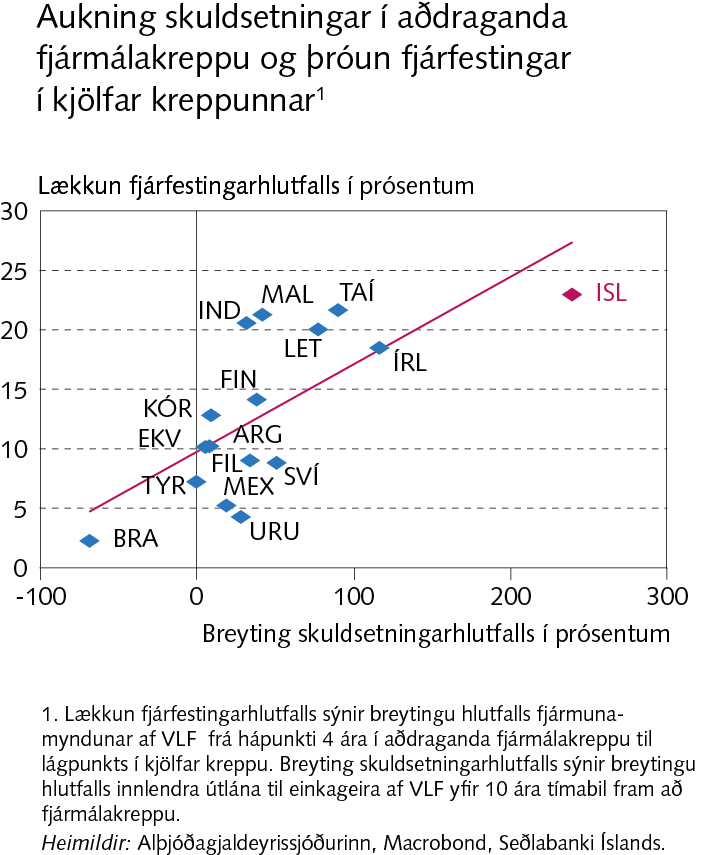 Aukning skuldsetningar í aðdraganda
fjármálakreppu og þróun fjárfestingar
í kjölfar kreppunnar¹
Lækkun fjárfestingarhlutfalls í prósentum
30
25
20
15
10
5
0
IND
MAL
TAÍ
ISL
LET
ÍRL
FIN
KÓR
EKV
ARG
FIL
SVÍ
TYR
MEX
URU
BRA
-100
0
100
200
300
Breyting skuldsetningarhlutfalls í prósentum
1. Lækkun fjárfestingarhlutfalls sýnir breytingu hlutfalls fjármuna-
myndunar af VLF frá hápunkti 4 ára í aðdraganda fjármálakreppu til
lágpunkts í kjölfar kreppu. Breyting skuldsetningarhlutfalls sýnir breytingu
hlutfalls innlendra útlána til einkageira af VLF yfir 10 ára tímabil fram að
fjármálakreppu.
Heimildir: Alþjóðagjaldeyrissjóðurinn, Macrobond, Seðlabanki Íslands.